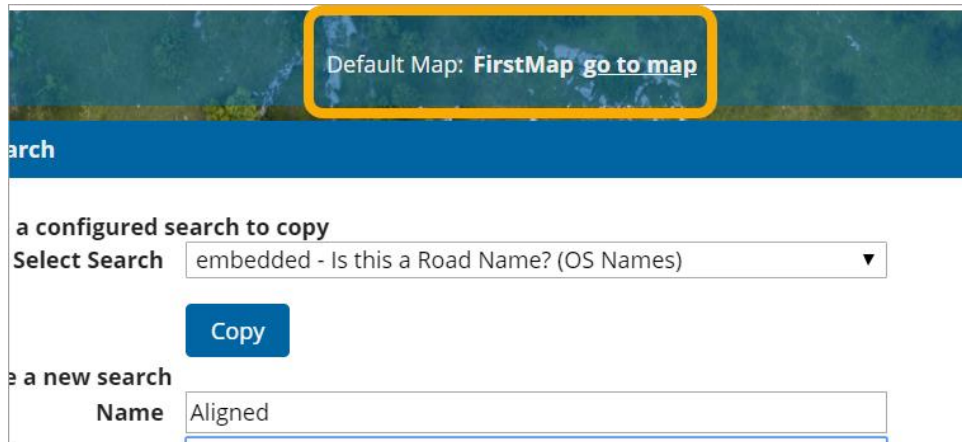 Default Map: FirstMap go to map
arch
a configured search to copy
Select Search embedded - Is this a Road Name? (OS Names)
Copy
e a new search
Name Aligned